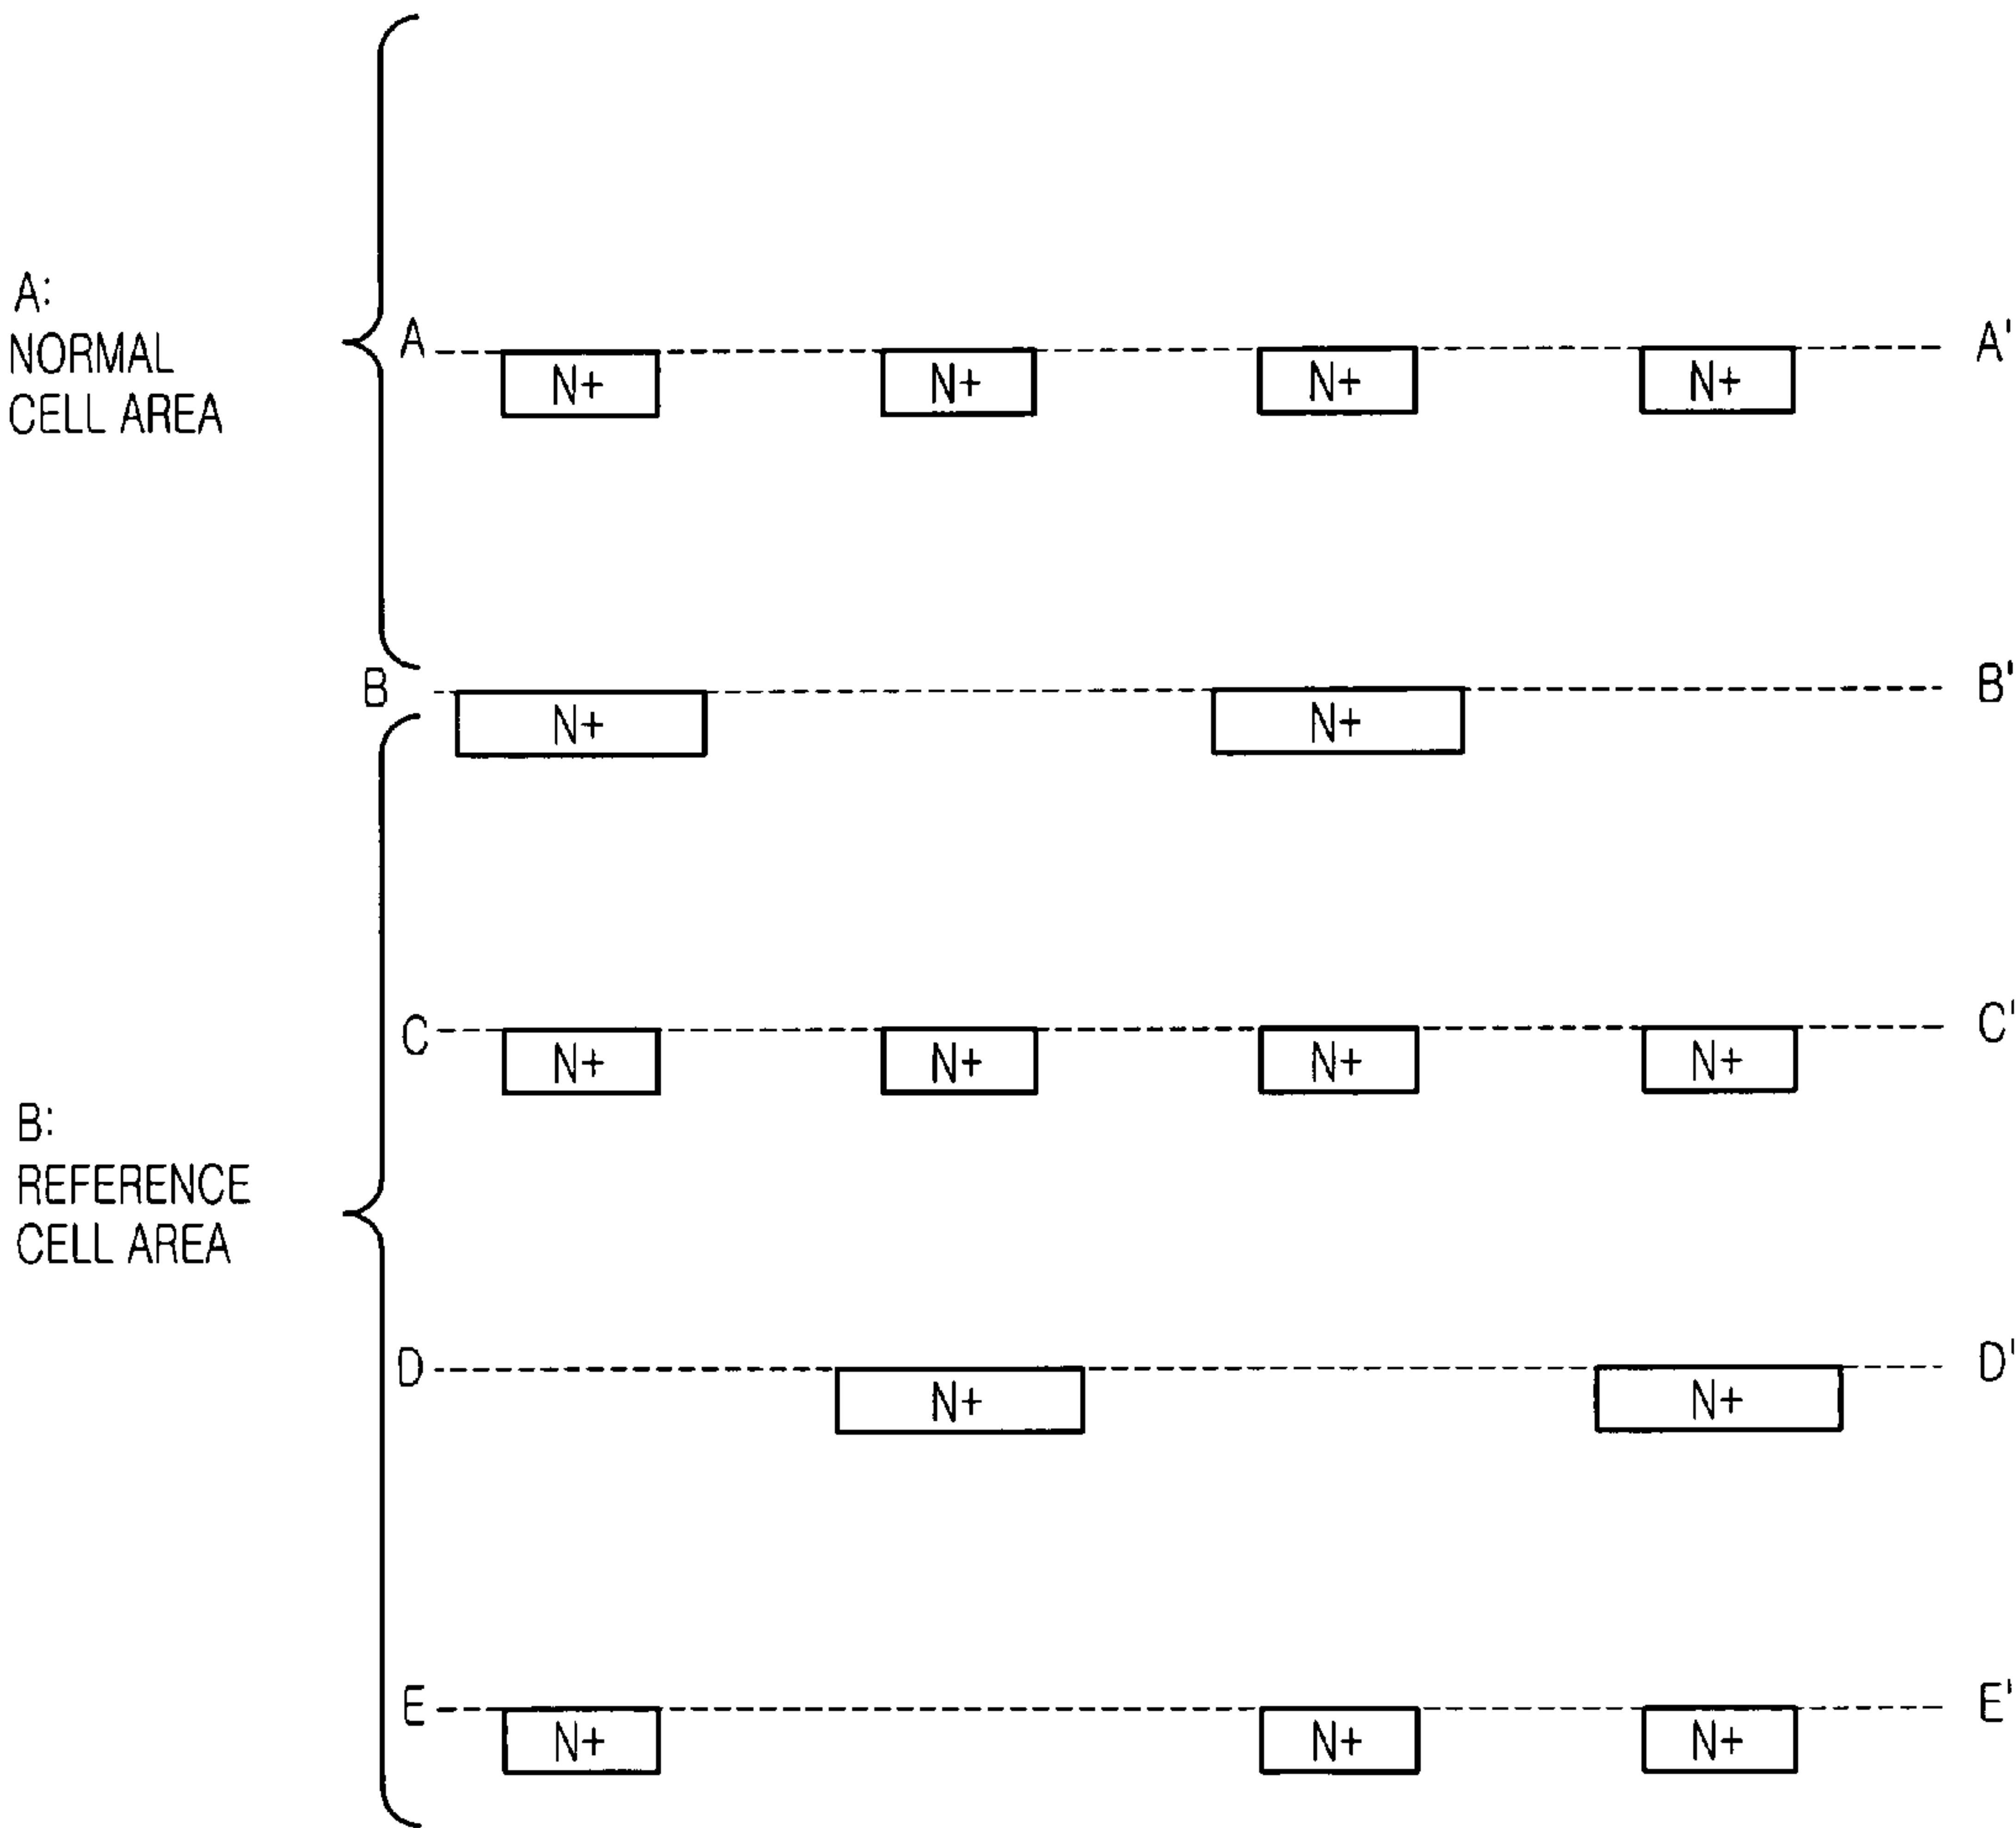 A:
NORMAL
CELL AREA
A A'
N+ N+ N+ N+
B B'
N+ N+
C C'
N+ N+ N+ N+
B:
REFERENCE
CELL AREA
D D'
N+ N+
E E'
N+ N+ N+